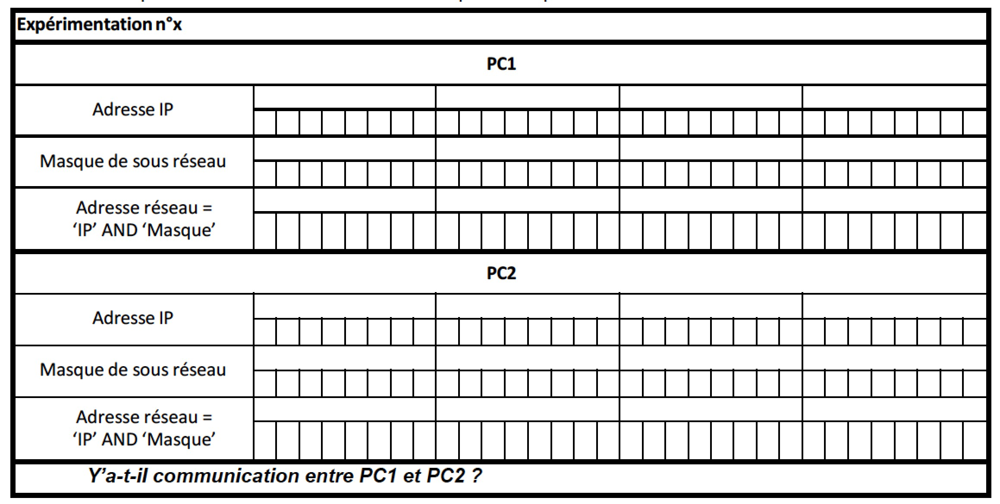 Expérimentation n°x
PC1
Adresse IP
Masque de sous réseau
Adresse réseau =
‘IP’ AND ‘Masque’
PC2
Adresse IP
Masque de sous réseau
Adresse réseau =
‘IP’ AND ‘Masque’
Y’a-t-il communication entre PC1 et PC2 ?